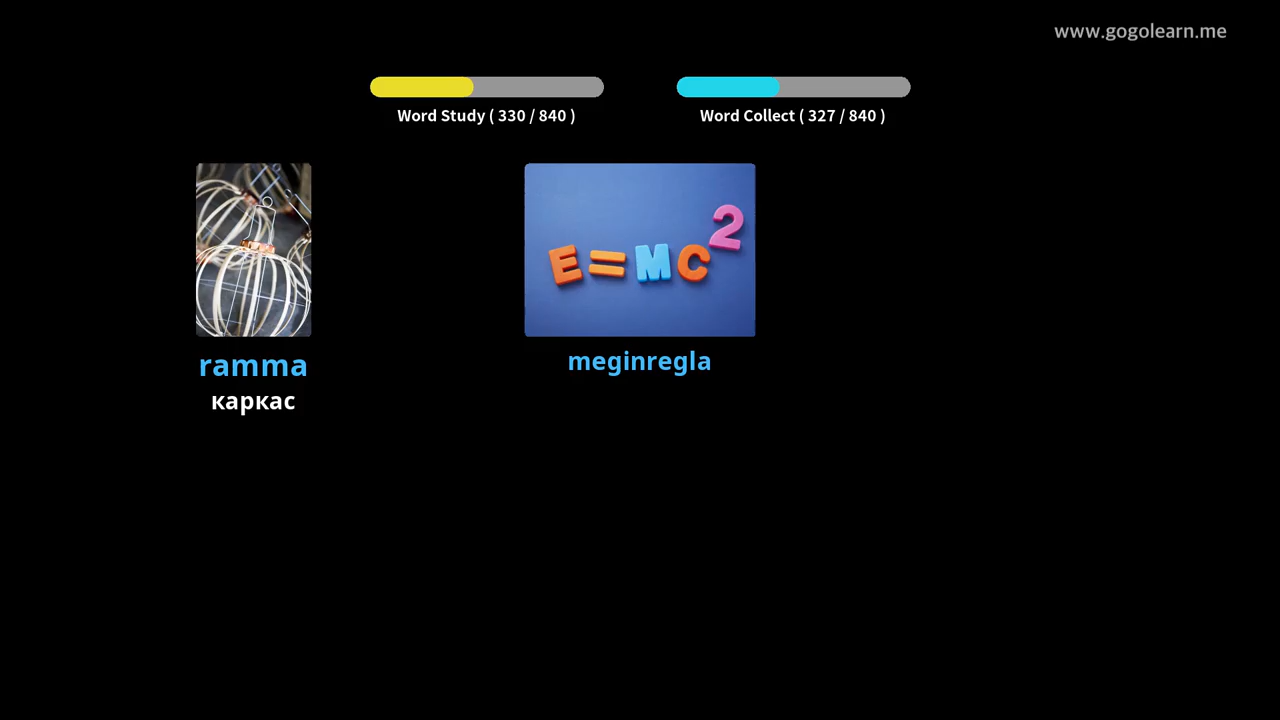 www.gogolearn.me
Word Study ( 330 / 840 )
Word Collect ( 327 / 840 )
E=MC2
ramma
meginregla
каркас